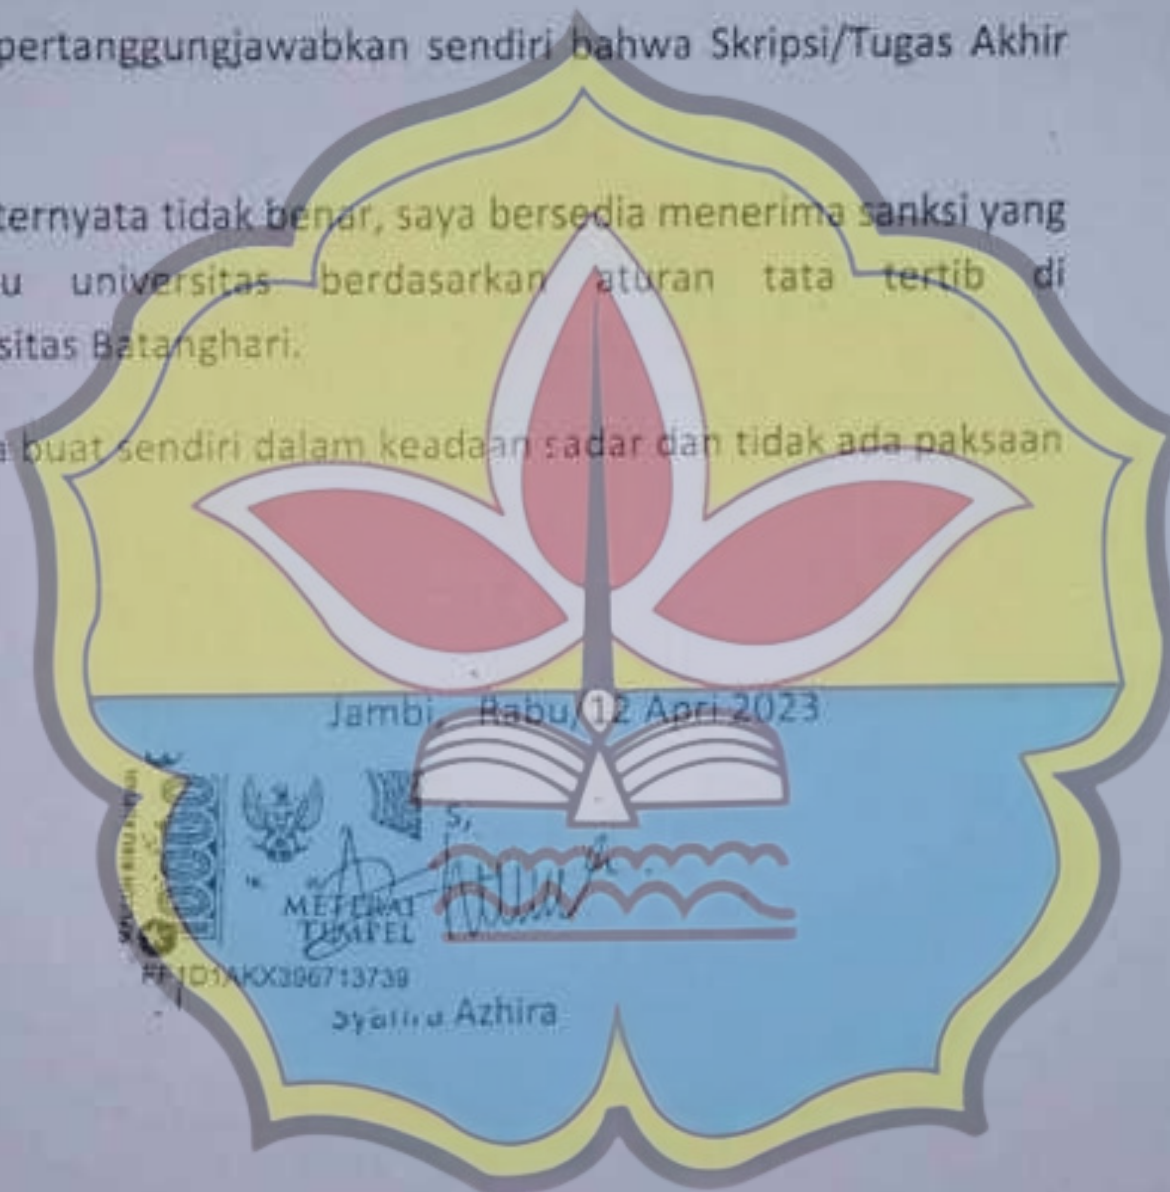 pertanggungjawabkan sendiri bahwa Skripsi/Tugas Akhir
ternyata tidak benar, saya bersedia menerima sanksi yang
u universitas berdasarkan aturan tata tertib di
sitas Batanghari.
a buat sendiri dalam keadaan sadar dan tidak ada paksaan
Jambi, Rabu/12 Apri 2023
METERAI
TEMPEL
AKX396713739
Azhira